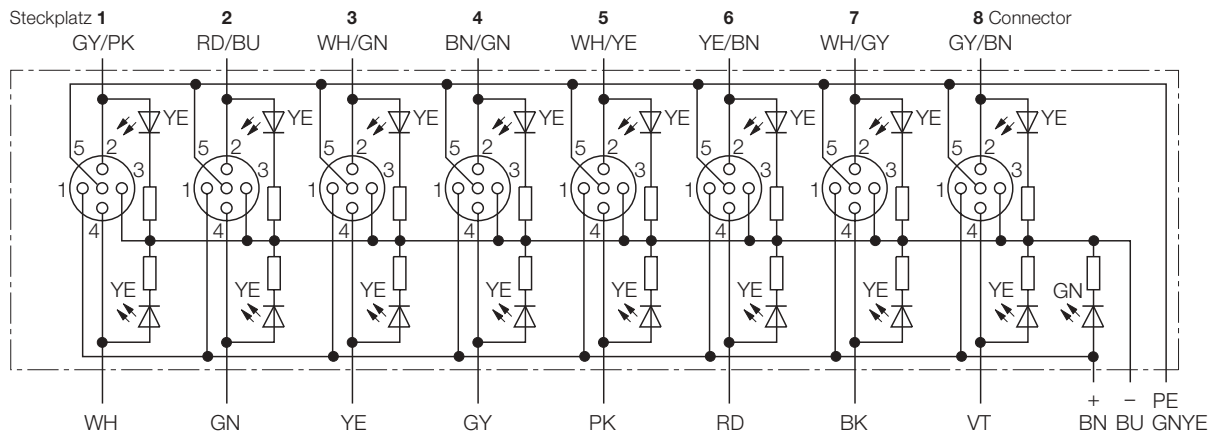 Steckplatz 1 2 3 4 5 6 7 8 Connector
GY/PK RD/BU WH/GN BN/GN WH/YE YE/BN WH/GY GY/BN
YE YE YE YE YE YE YE YE
5 2 5 2 5 2 5 2 5 2 5 2 5 2 5 2
3 3 3 3 3 3 3 3
1 1 1 1 1 1 1 1
4 4 4 4 4 4 4 4
YE YE YE YE YE YE YE YE GN
+ – PE
WH GN YE GY PK RD BK VT BN BU GNYE